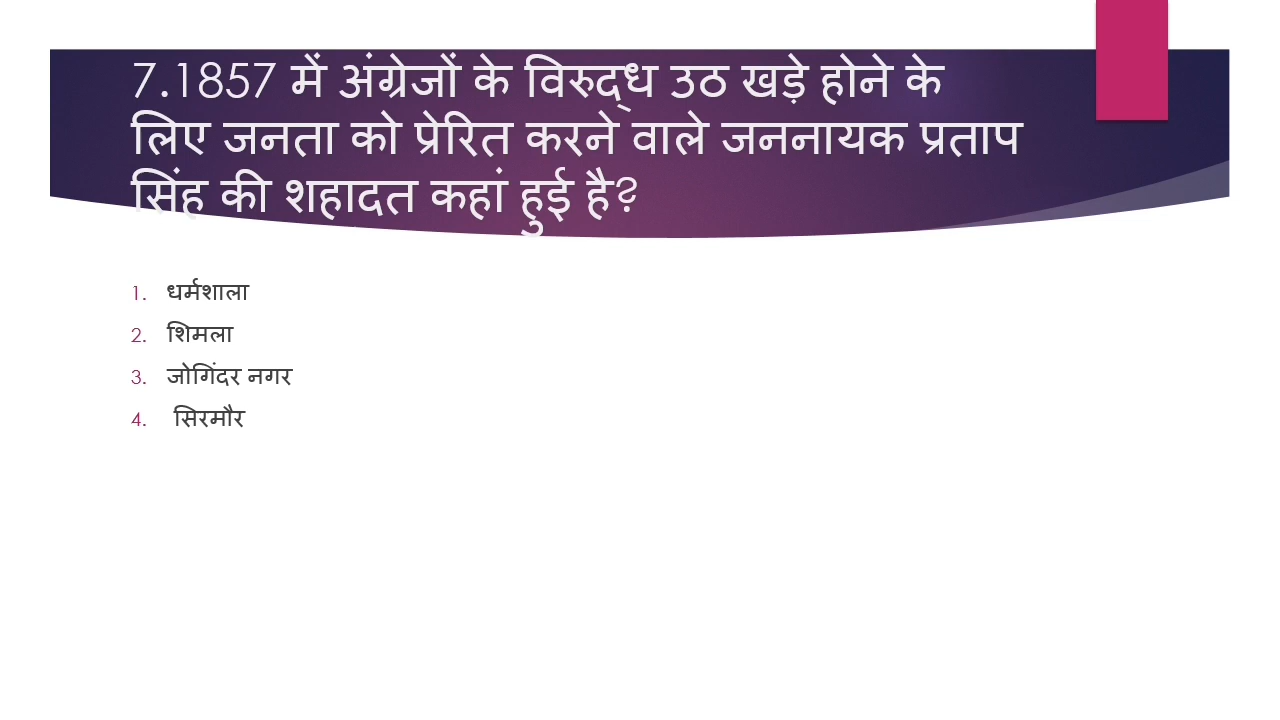 7.1857 में अंग्रेजों के विरुद्ध उठ खड़े होने के
लिए जनता को प्रेरित करने वाले जननायक प्रताप
सिंह की शहादत कहां हुई है?
1. धर्मशाला
2. शिमला
3. जोगिंदर नगर
4. सिरमौर